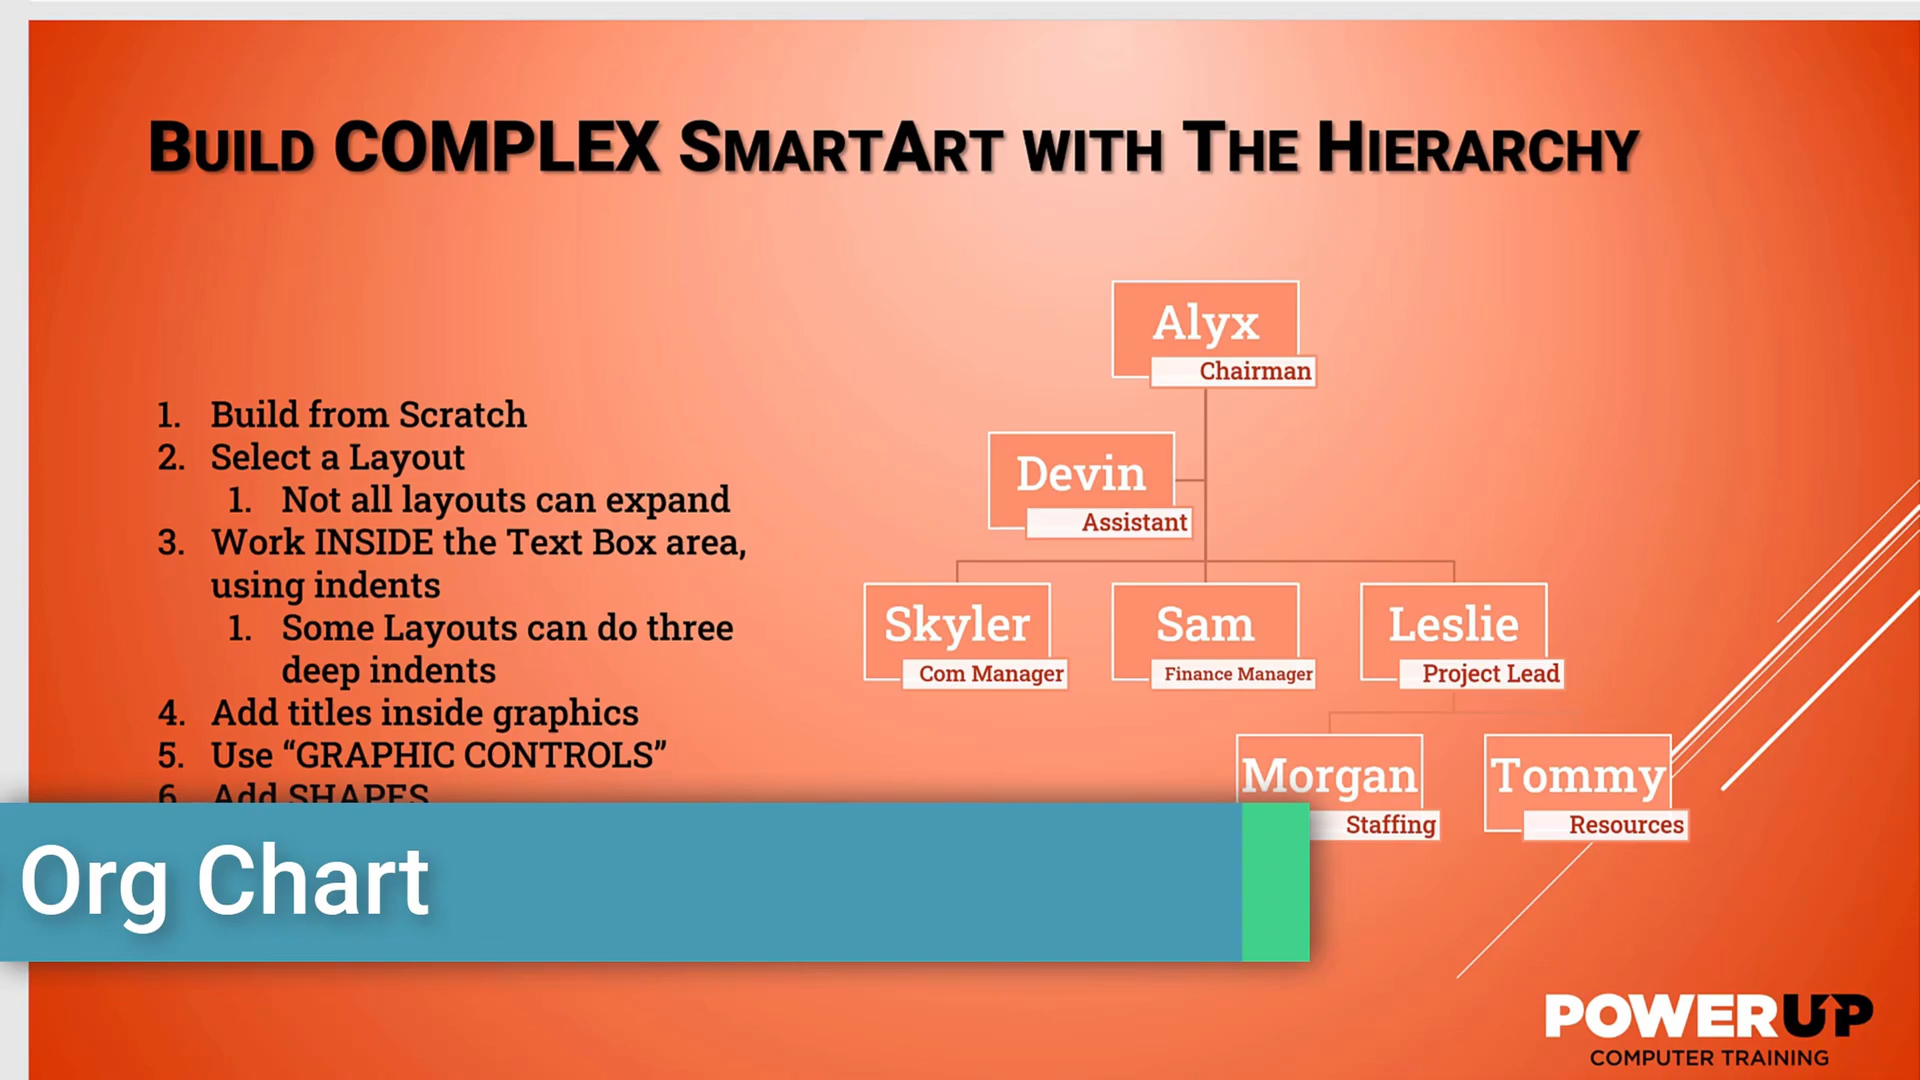 BUILD COMPLEX SMARTART WITH THE HIERARCHY
1. Build from Scratch
2. Select a Layout
1. Not all layouts can expand
3. Work INSIDE the Text Box area,
using indents
1. Some Layouts can do three
deep indents
4. Add titles inside graphics
5. Use “GRAPHIC CONTROLS”
6. Add SHAPES
Alyx
Chairman
Devin
Assistant
Skyler
Com Manager
Sam
Finance Manager
Leslie
Project Lead
Morgan
Staffing
Tommy
Resources
Org Chart
POWERUP
COMPUTER TRAINING